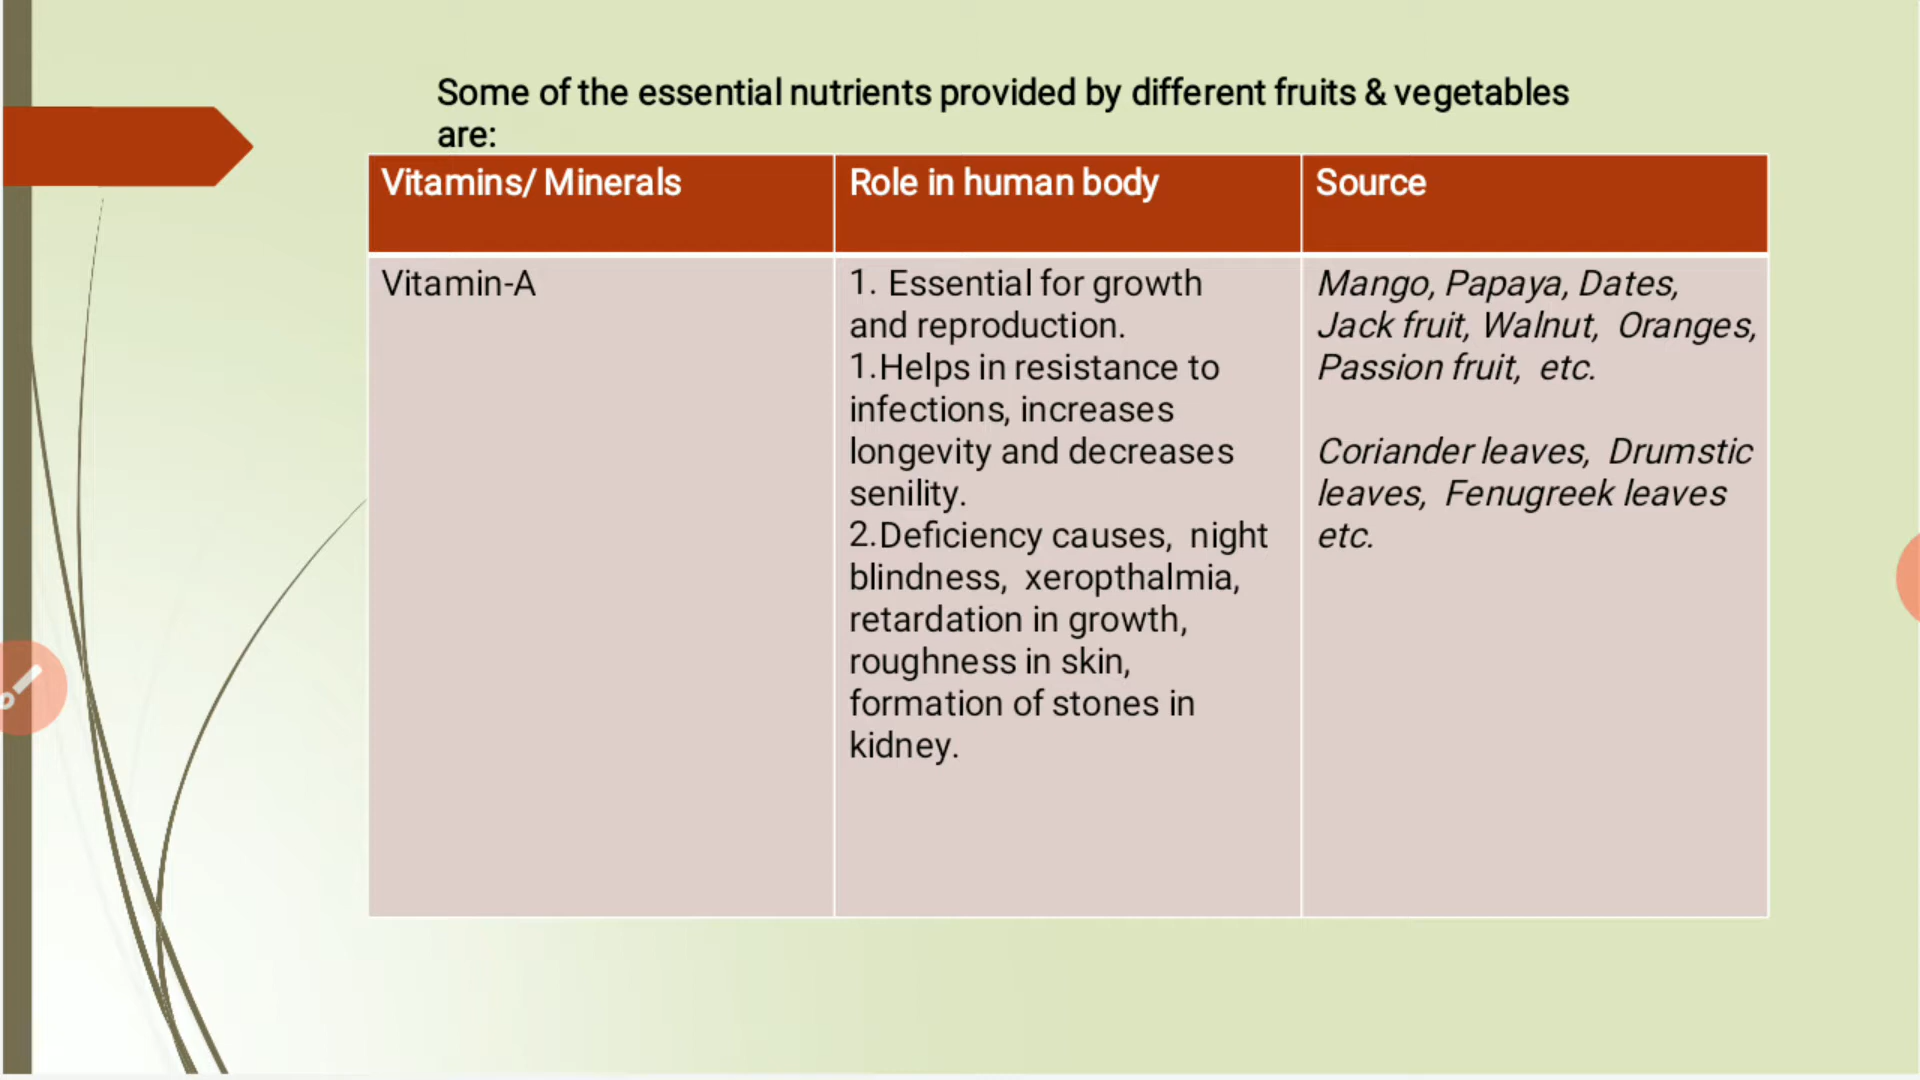 Some of the essential nutrients provided by different fruits & vegetables
are:
Vitamins/ Minerals
Role in human body
Source
Vitamin-A
1. Essential for growth
and reproduction.
1.Helps in resistance to
infections, increases
longevity and decreases
senility.
2.Deficiency causes, night
blindness, xeropthalmia,
retardation in growth,
roughness in skin,
formation of stones in
kidney.
Mango, Papaya, Dates,
Jack fruit, Walnut, Oranges,
Passion fruit, etc.
Coriander leaves, Drumstic
leaves, Fenugreek leaves
etc.